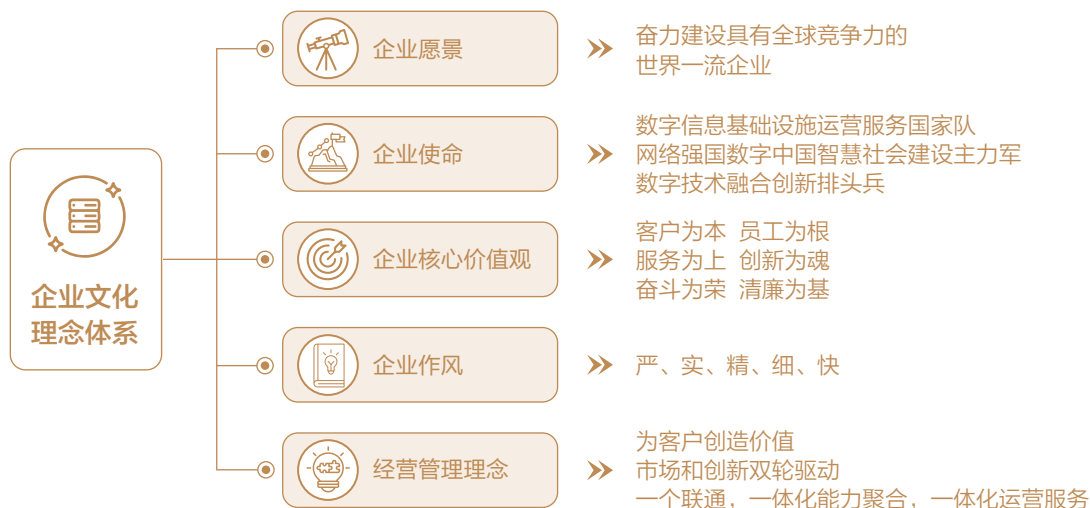 企业文化
理念体系
企业愿景
奋力建设具有全球竞争力的
世界一流企业
企业使命
数字信息基础设施运营服务国家队
网络强国数字中国智慧社会建设主力军
数字技术融合创新排头兵
企业核心价值观
客户为本 员工为根
服务为上 创新为魂
奋斗为荣 清廉为基
企业作风
严、实、精、细、快
经营管理理念
为客户创造价值
市场和创新双轮驱动
一个联通，一体化能力聚合，一体化运营服务